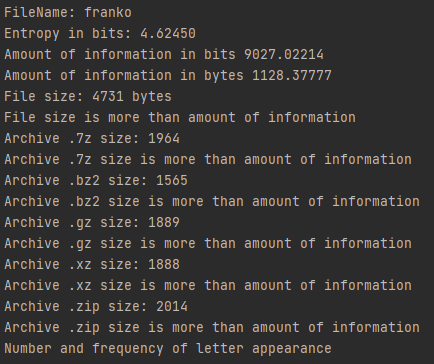 FileName: franko
Entropy in bits: 4.62450
Amount of information in bits 9027.02214
Amount of information in bytes 1128.37777
File size: 4731 bytes
File size is more than amount of information
Archive .7z size: 1964
Archive .7z size is more than amount of information
Archive .bz2 size: 1565
Archive .bz2 size is more than amount of information
Archive .gz size: 1889
Archive .gz size is more than amount of information
Archive .xz size: 1888
Archive .xz size is more than amount of information
Archive .zip size: 2014
Archive .zip size is more than amount of information
Number and frequency of letter appearance